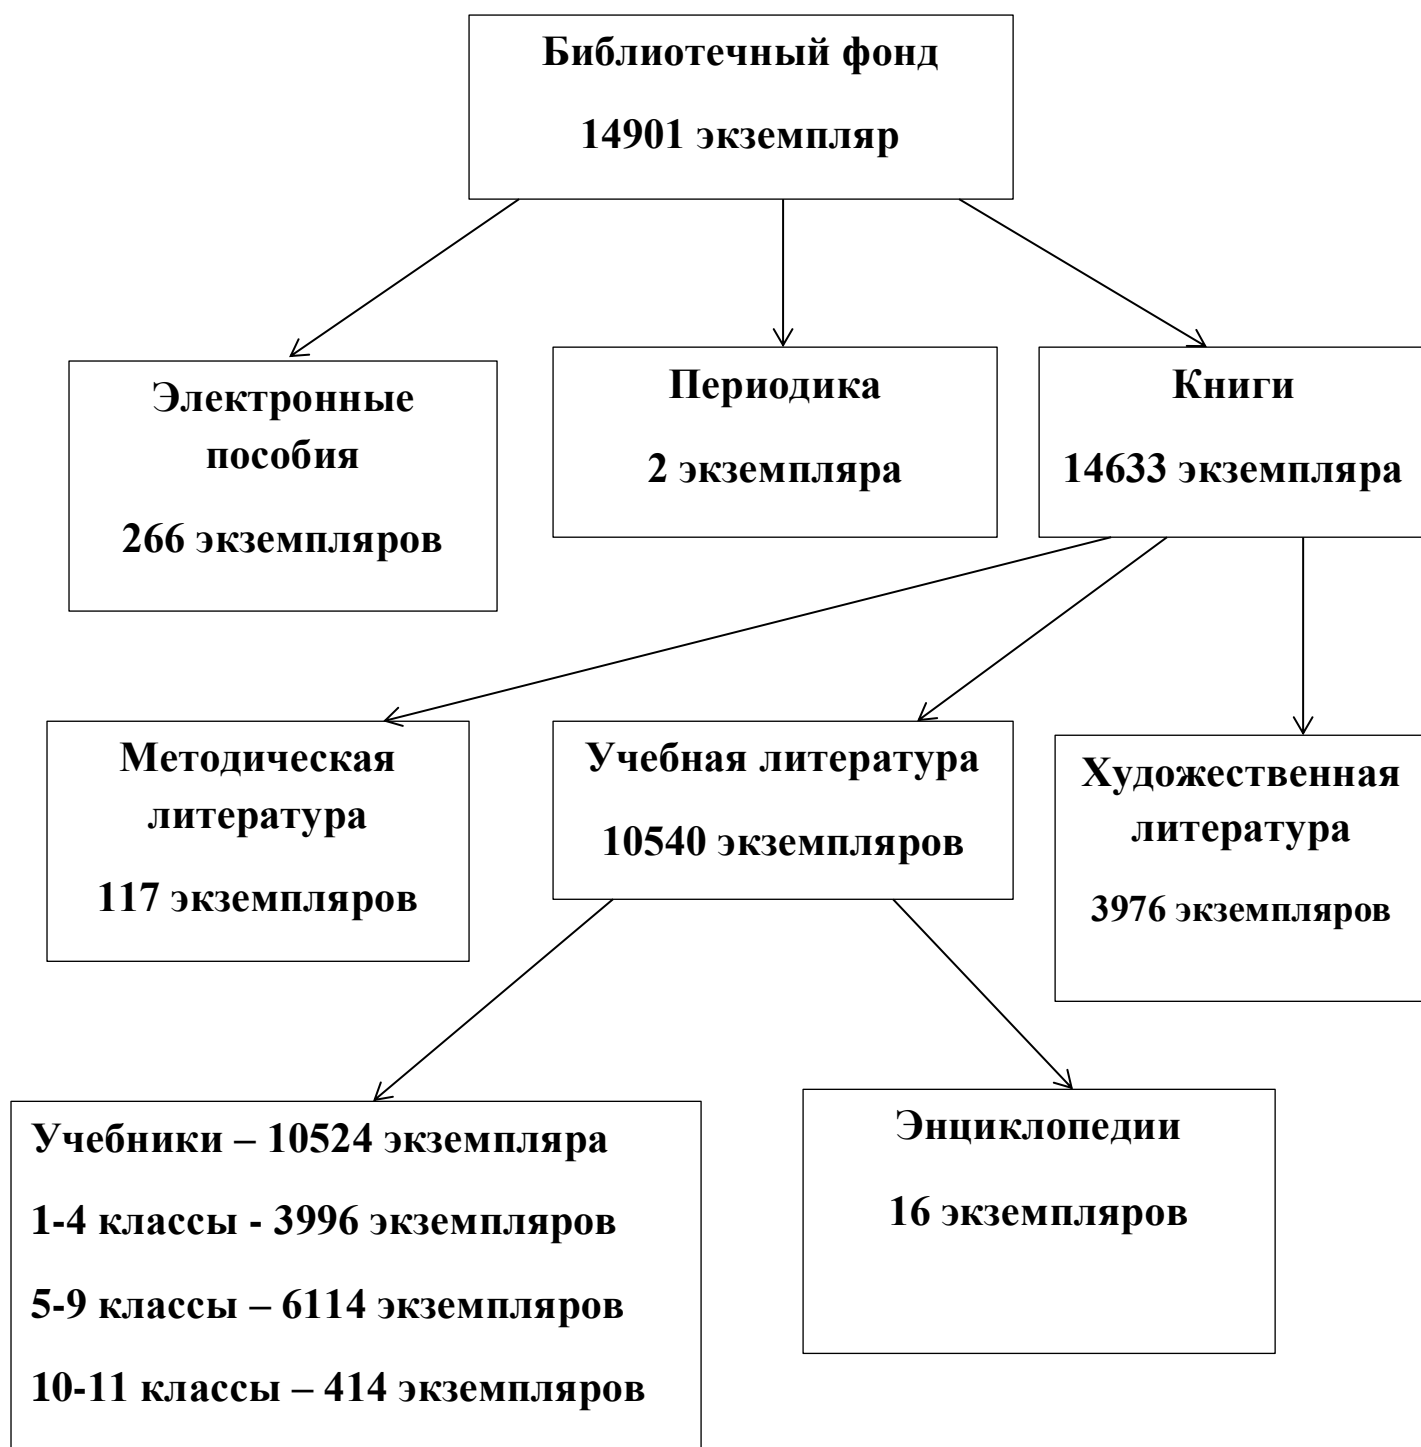 Библиотечный фонд
14901 экземпляр
Электронные
пособия
266 экземпляров
Периодика
2 экземпляра
Книги
14633 экземпляра
Методическая
литература
117 экземпляров
Учебная литература
10540 экземпляров
Художественная
литература
3976 экземпляров
Учебники – 10524 экземпляра
1-4 классы - 3996 экземпляров
5-9 классы – 6114 экземпляров
10-11 классы – 414 экземпляров
Энциклопедии
16 экземпляров